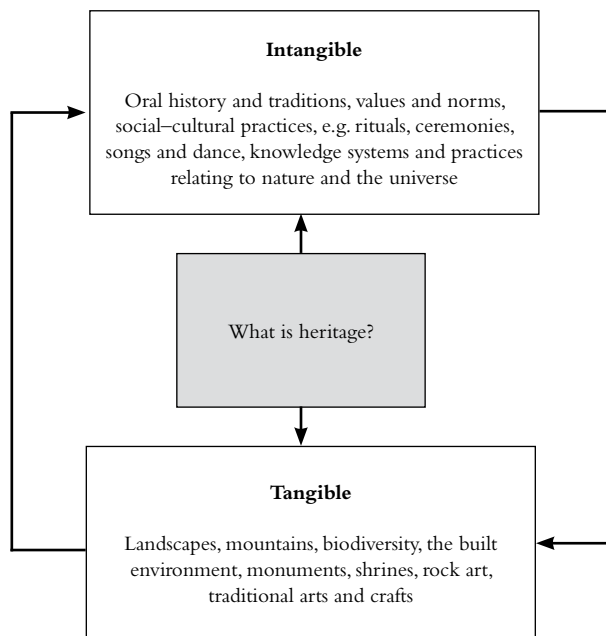 Intangible
Oral history and traditions, values and norms,
social–cultural practices, e.g. rituals, ceremonies,
songs and dance, knowledge systems and practices
relating to nature and the universe
What is heritage?
Tangible
Landscapes, mountains, biodiversity, the built
environment, monuments, shrines, rock art,
traditional arts and crafts